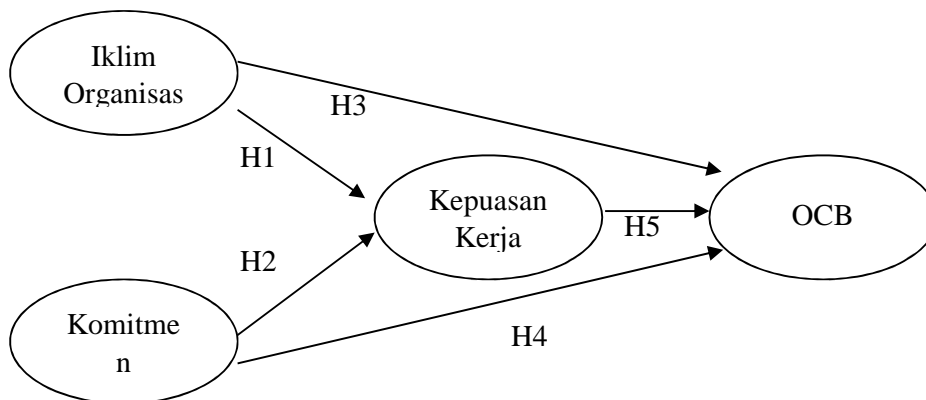 Iklim
Organisas
H3
H1
Kepuasan
Kerja
H5
OCB
H2
Komitme
n
H4